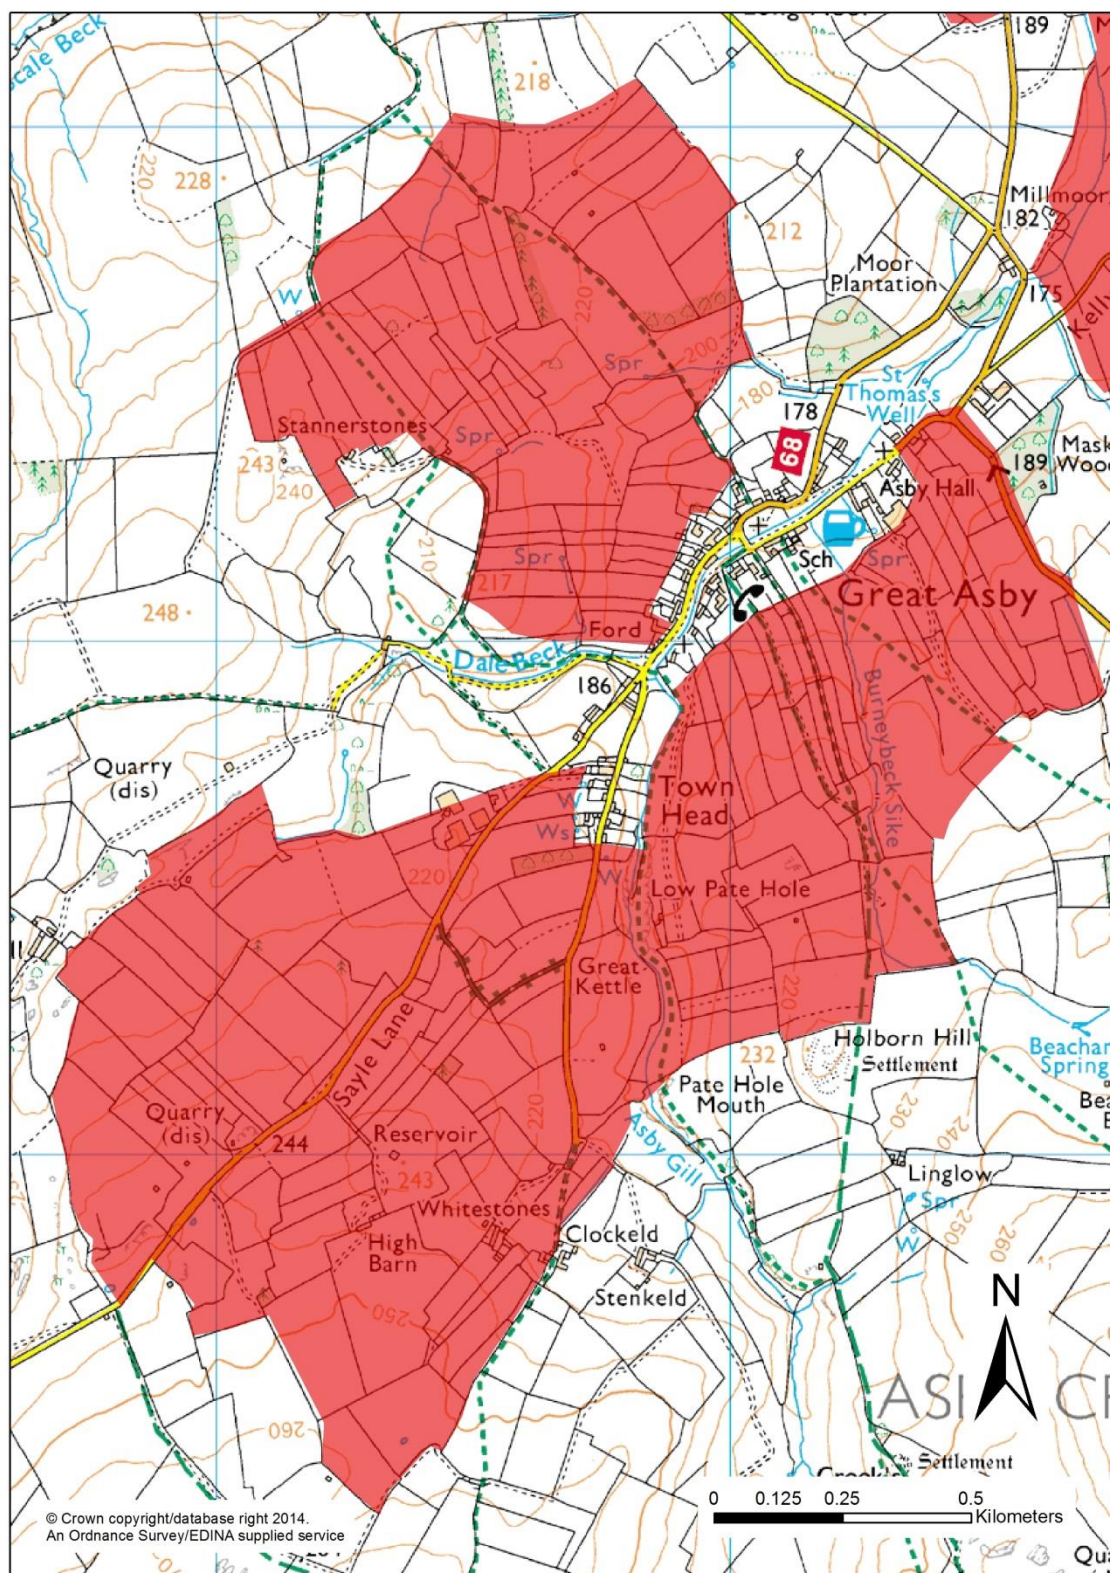 189
218
Scale Beck
220
228
212
Millmoor
182
Moor
Plantation
175
W
220
Kelly
200
Spr
St
Thomas's
Well
180
178
Stannerstones
Spr
68
243
240
189
Asby Hall
210
Spr
217
Sch
Spr
Great Asby
248
Ford
Dale Beck
186
Burneybeck Sike
Quarry
(dis)
Town
Head
W
Ws
W
220
Low Pate Hole
Great
Kettle
220
232
Holborn Hill
Settlement
Pate Hole
Mouth
Sayle Lane
220
230
240
Quarry
(dis)
244
Reservoir
243
Asby Gill
Linglow
Spr
Whitestones
High
Barn
Clockeld
250
W
260
Stenkeld
250
N
260
Settlement
0 0.125 0.25 0.5
Kilometers
© Crown copyright/database right 2014.
An Ordnance Survey/EDINA supplied service